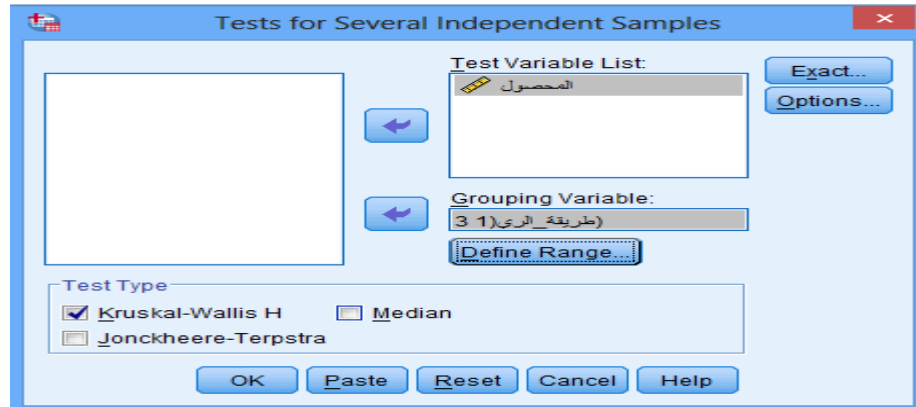 Tests for Several Independent Samples
Test Variable List:
المحصول
Exact...
Options...
Grouping Variable:
طريقة_الري(1 3)
Define Range...
Test Type
Kruskal-Wallis H
Median
Jonckheere-Terpstra
OK
Paste
Reset
Cancel
Help